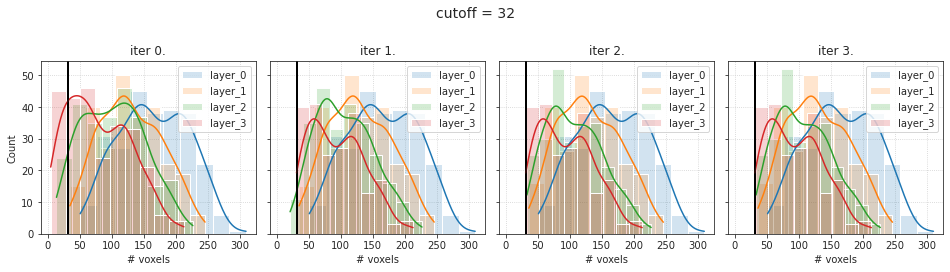 cutoff = 32
iter 0.
iter 1.
iter 2.
iter 3.
layer_0
layer_1
layer_2
layer_3
layer_0
layer_1
layer_2
layer_3
layer_0
layer_1
layer_2
layer_3
layer_0
layer_1
layer_2
layer_3
Count
50
40
30
20
10
0
0 50 100 150 200 250 300
0 50 100 150 200 250 300
0 50 100 150 200 250 300
0 50 100 150 200 250 300
# voxels
# voxels
# voxels
# voxels